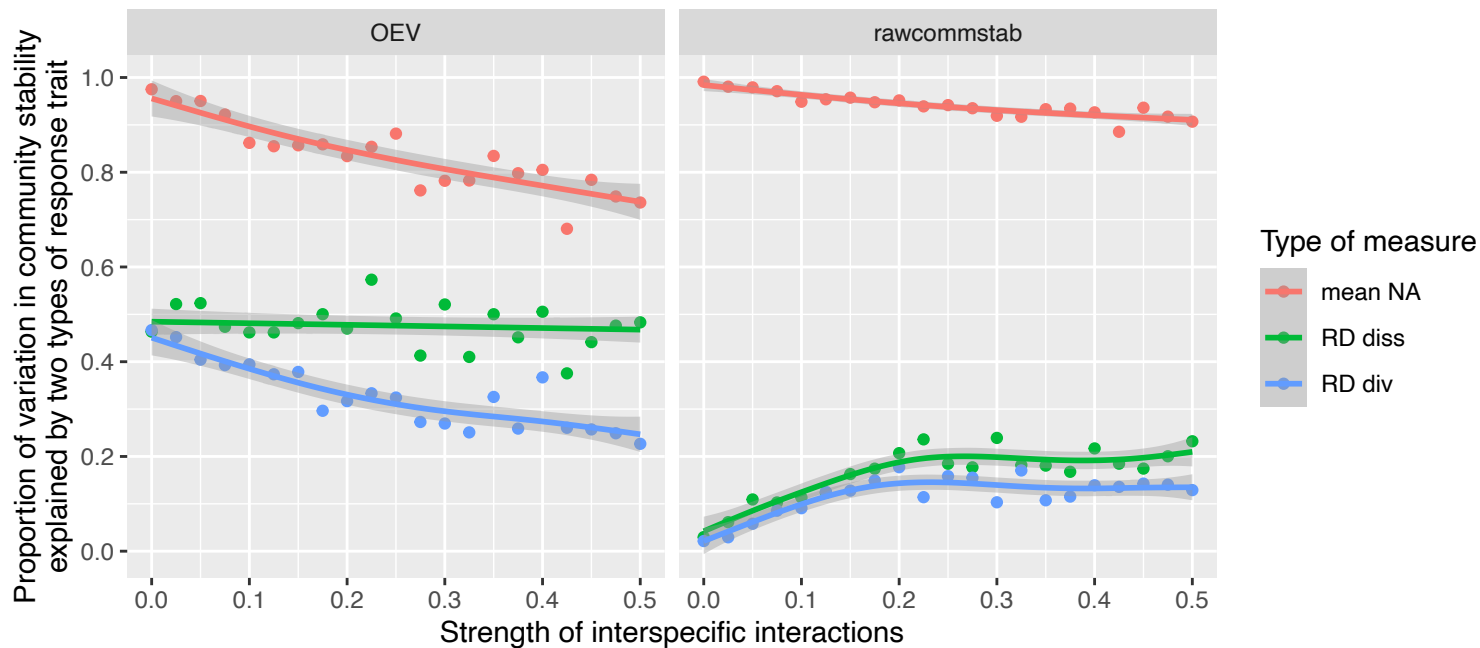 OEV
rawcommstab
Proportion of variation in community stability
explained by two types of response trait
1.0
0.8
0.6
0.4
0.2
0.0
0.0 0.1 0.2 0.3 0.4 0.5
0.0 0.1 0.2 0.3 0.4 0.5
Strength of interspecific interactions
Type of measure
mean NA
RD diss
RD div